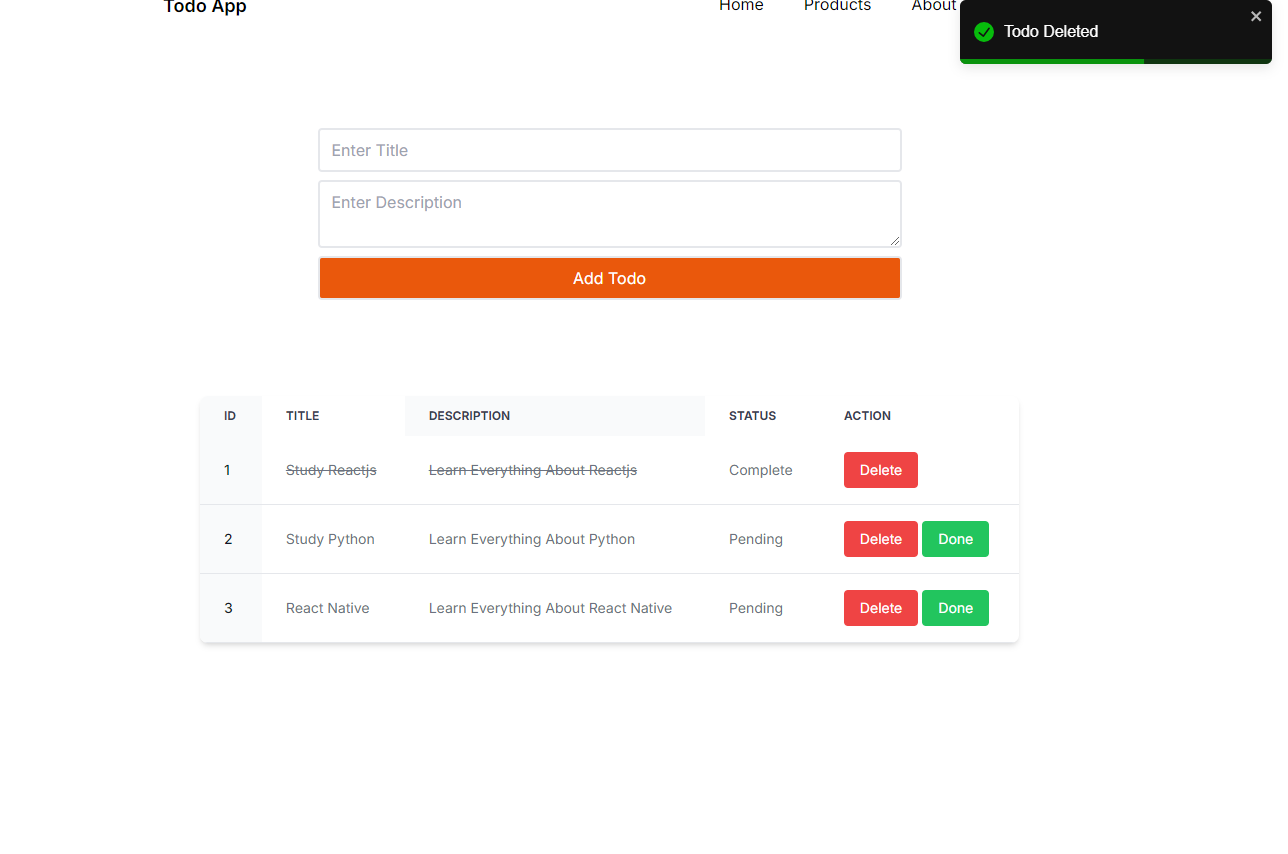 Todo App Home Products About
Todo Deleted
Enter Title
Enter Description
Add Todo
ID TITLE DESCRIPTION STATUS ACTION
1 Study Reactjs Learn Everything About Reactjs Complete Delete
2 Study Python Learn Everything About Python Pending Delete Done
3 React Native Learn Everything About React Native Pending Delete Done